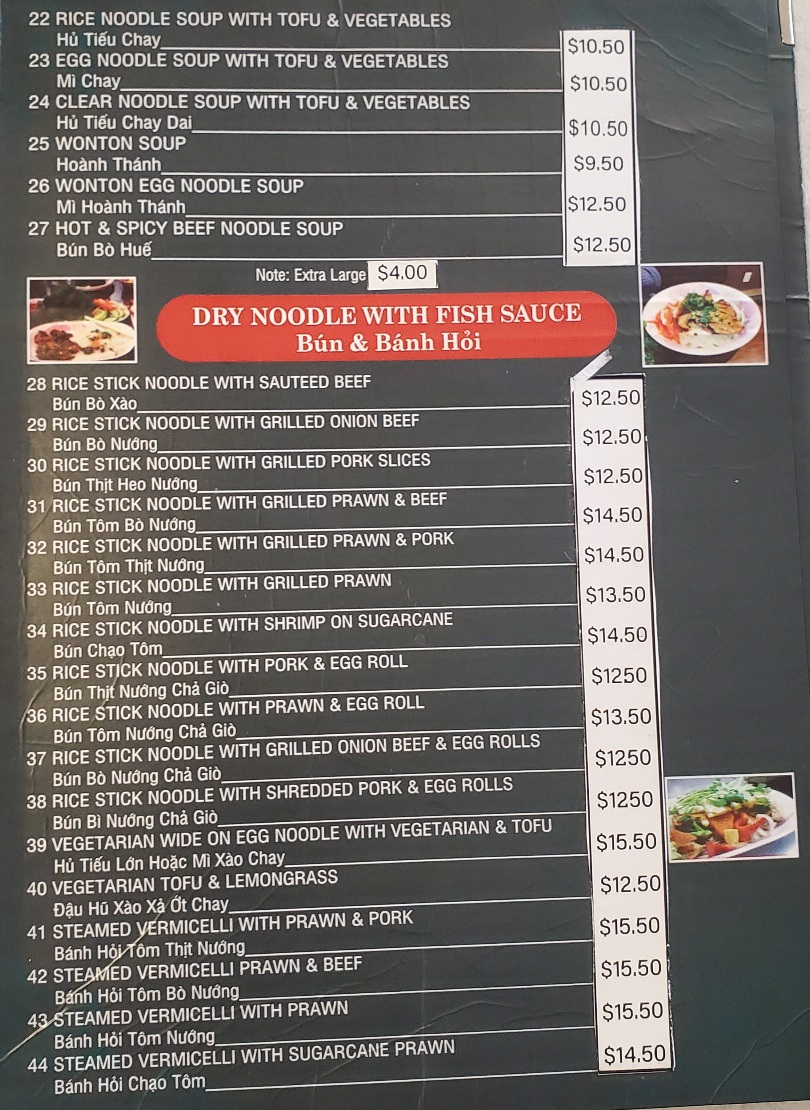 22 RICE NOODLE SOUP WITH TOFU & VEGETABLES
Hủ Tiếu Chay $10.50
23 EGG NOODLE SOUP WITH TOFU & VEGETABLES
Mì Chay $10.50
24 CLEAR NOODLE SOUP WITH TOFU & VEGETABLES
Hủ Tiếu Chay Dai $10.50
25 WONTON SOUP
Hoành Thánh $9.50
26 WONTON EGG NOODLE SOUP
Mì Hoành Thánh $12.50
27 HOT & SPICY BEEF NOODLE SOUP
Bún Bò Huế $12.50
Note: Extra Large $4.00
DRY NOODLE WITH FISH SAUCE
Bún & Bánh Hỏi
28 RICE STICK NOODLE WITH SAUTEED BEEF
Bún Bò Xào $12.50
29 RICE STICK NOODLE WITH GRILLED ONION BEEF
Bún Bò Nướng $12.50
30 RICE STICK NOODLE WITH GRILLED PORK SLICES
Bún Thịt Heo Nướng $12.50
31 RICE STICK NOODLE WITH GRILLED PRAWN & BEEF
Bún Tôm Bò Nướng $14.50
32 RICE STICK NOODLE WITH GRILLED PRAWN & PORK
Bún Tôm Thịt Nướng $14.50
33 RICE STICK NOODLE WITH GRILLED PRAWN
Bún Tôm Nướng $13.50
34 RICE STICK NOODLE WITH SHRIMP ON SUGARCANE
Bún Chạo Tôm $14.50
35 RICE STICK NOODLE WITH PORK & EGG ROLL
Bún Thịt Nướng Chả Giò $1250
36 RICE STICK NOODLE WITH PRAWN & EGG ROLL
Bún Tôm Nướng Chả Giò $13.50
37 RICE STICK NOODLE WITH GRILLED ONION BEEF & EGG ROLLS
Bún Bò Nướng Chả Giò $1250
38 RICE STICK NOODLE WITH SHREDDED PORK & EGG ROLLS
Bún Bì Nướng Chả Giò $1250
39 VEGETARIAN WIDE ON EGG NOODLE WITH VEGETARIAN & TOFU
Hủ Tiếu Lớn Hoặc Mì Xào Chay $15.50
40 VEGETARIAN TOFU & LEMONGRASS
Đậu Hũ Xào Xả Ớt Chay $12.50
41 STEAMED VERMICELLI WITH PRAWN & PORK
Bánh Hỏi Tôm Thịt Nướng $15.50
42 STEAMED VERMICELLI PRAWN & BEEF
Bánh Hỏi Tôm Bò Nướng $15.50
43 STEAMED VERMICELLI WITH PRAWN
Bánh Hỏi Tôm Nướng $15.50
44 STEAMED VERMICELLI WITH SUGARCANE PRAWN
Bánh Hỏi Chạo Tôm $14.50